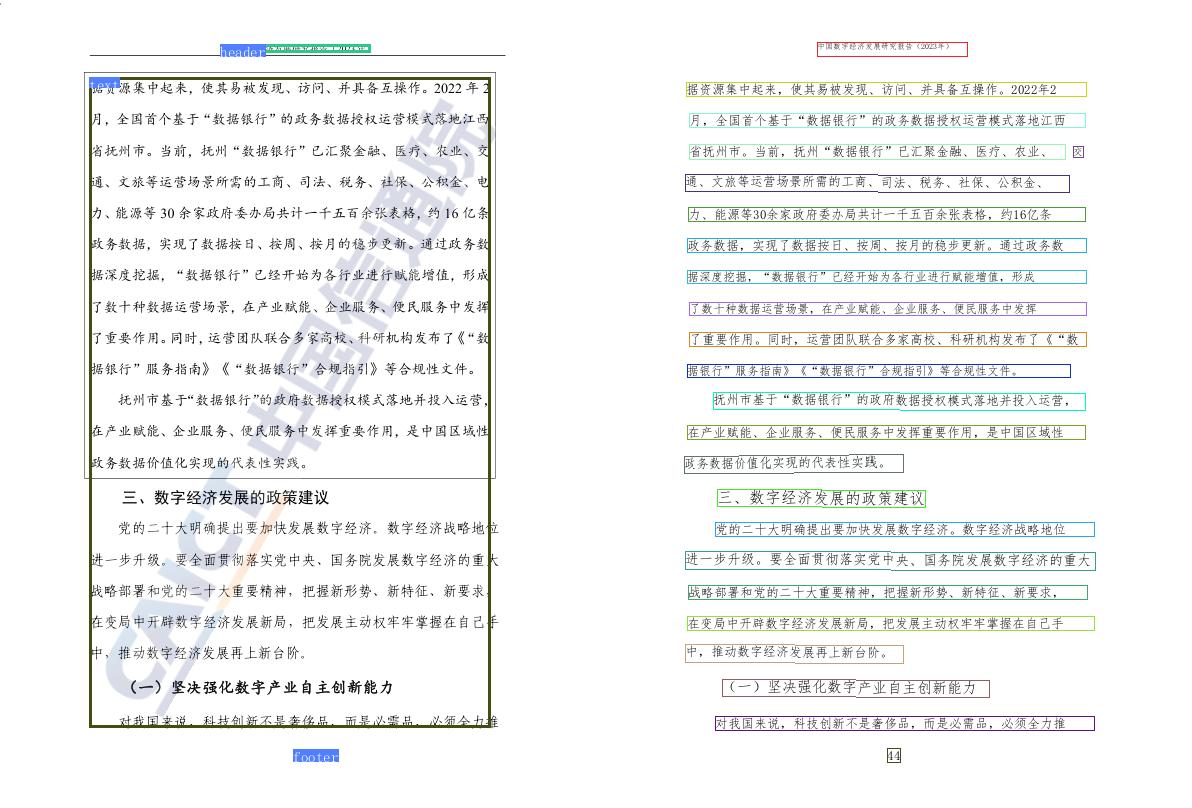 header
text
据资源集中起来，使其易被发现、访问、并具备互操作。2022 年 2
月，全国首个基于“数据银行”的政务数据授权运营模式落地江西
省抚州市。当前，抚州“数据银行”已汇聚金融、医疗、农业、交
通、文旅等运营场景所需的工商、司法、税务、社保、公积金、电
力、能源等 30 余家政府委办局共计一千五百余张表格，约 16 亿条
政务数据，实现了数据按日、按周、按月的稳步更新。通过政务数
据深度挖掘，“数据银行”已经开始为各行业进行赋能增值，形成
了数十种数据运营场景，在产业赋能、企业服务、便民服务中发挥
了重要作用。同时，运营团队联合多家高校、科研机构发布了《“数
据银行”服务指南》《“数据银行”合规指引》等合规性文件。
抚州市基于“数据银行”的政府数据授权模式落地并投入运营，
在产业赋能、企业服务、便民服务中发挥重要作用，是中国区域性
政务数据价值化实现的代表性实践。
三、数字经济发展的政策建议
党的二十大明确提出要加快发展数字经济。数字经济战略地位
进一步升级。要全面贯彻落实党中央、国务院发展数字经济的重大
战略部署和党的二十大重要精神，把握新形势、新特征、新要求，
在变局中开辟数字经济发展新局，把发展主动权牢牢掌握在自己手
中，推动数字经济发展再上新台阶。
（一）坚决强化数字产业自主创新能力
对我国来说，科技创新不是奢侈品，而是必需品，必须全力推
footer
CAICT 中国信通院
中国数字经济发展研究报告（2023年）
据资源集中起来，使其易被发现、访问、并具备互操作。2022年2
月，全国首个基于“数据银行”的政务数据授权运营模式落地江西
省抚州市。当前，抚州“数据银行”已汇聚金融、医疗、农业、 交
通、文旅等运营场景所需的工商、司法、税务、社保、公积金、
力、能源等30余家政府委办局共计一千五百余张表格，约16亿条
政务数据，实现了数据按日、按周、按月的稳步更新。通过政务数
据深度挖掘，“数据银行”已经开始为各行业进行赋能增值，形成
了数十种数据运营场景，在产业赋能、企业服务、便民服务中发挥
了重要作用。同时，运营团队联合多家高校、科研机构发布了《“数
据银行”服务指南》《“数据银行”合规指引》等合规性文件。
抚州市基于“数据银行”的政府数据授权模式落地并投入运营，
在产业赋能、企业服务、便民服务中发挥重要作用，是中国区域性
政务数据价值化实现的代表性实践。
三、数字经济发展的政策建议
党的二十大明确提出要加快发展数字经济。数字经济战略地位
进一步升级。要全面贯彻落实党中央、国务院发展数字经济的重大
战略部署和党的二十大重要精神，把握新形势、新特征、新要求，
在变局中开辟数字经济发展新局，把发展主动权牢牢掌握在自己手
中，推动数字经济发展再上新台阶。
（一）坚决强化数字产业自主创新能力
对我国来说，科技创新不是奢侈品，而是必需品，必须全力推
44